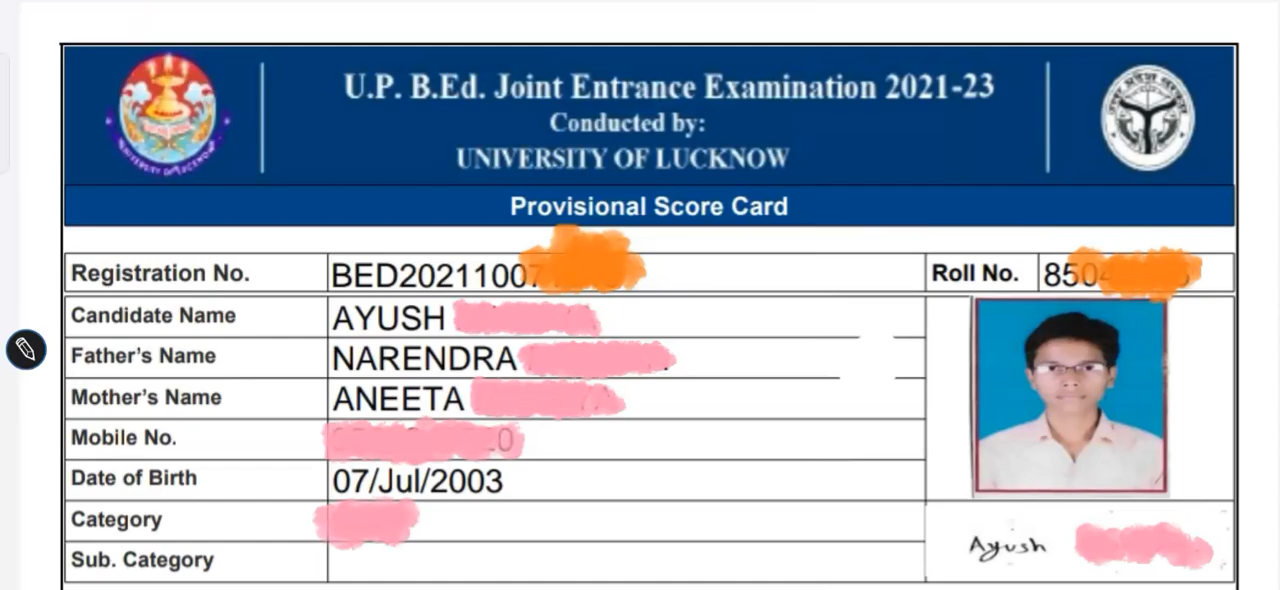 U.P. B.Ed. Joint Entrance Examination 2021-23
Conducted by:
UNIVERSITY OF LUCKNOW
Provisional Score Card
Registration No. BED20211007 Roll No. 850
Candidate Name AYUSH
Father's Name NARENDRA
Mother's Name ANEETA
Mobile No. 0
Date of Birth 07/Jul/2003
Category
Sub. Category
Ayush